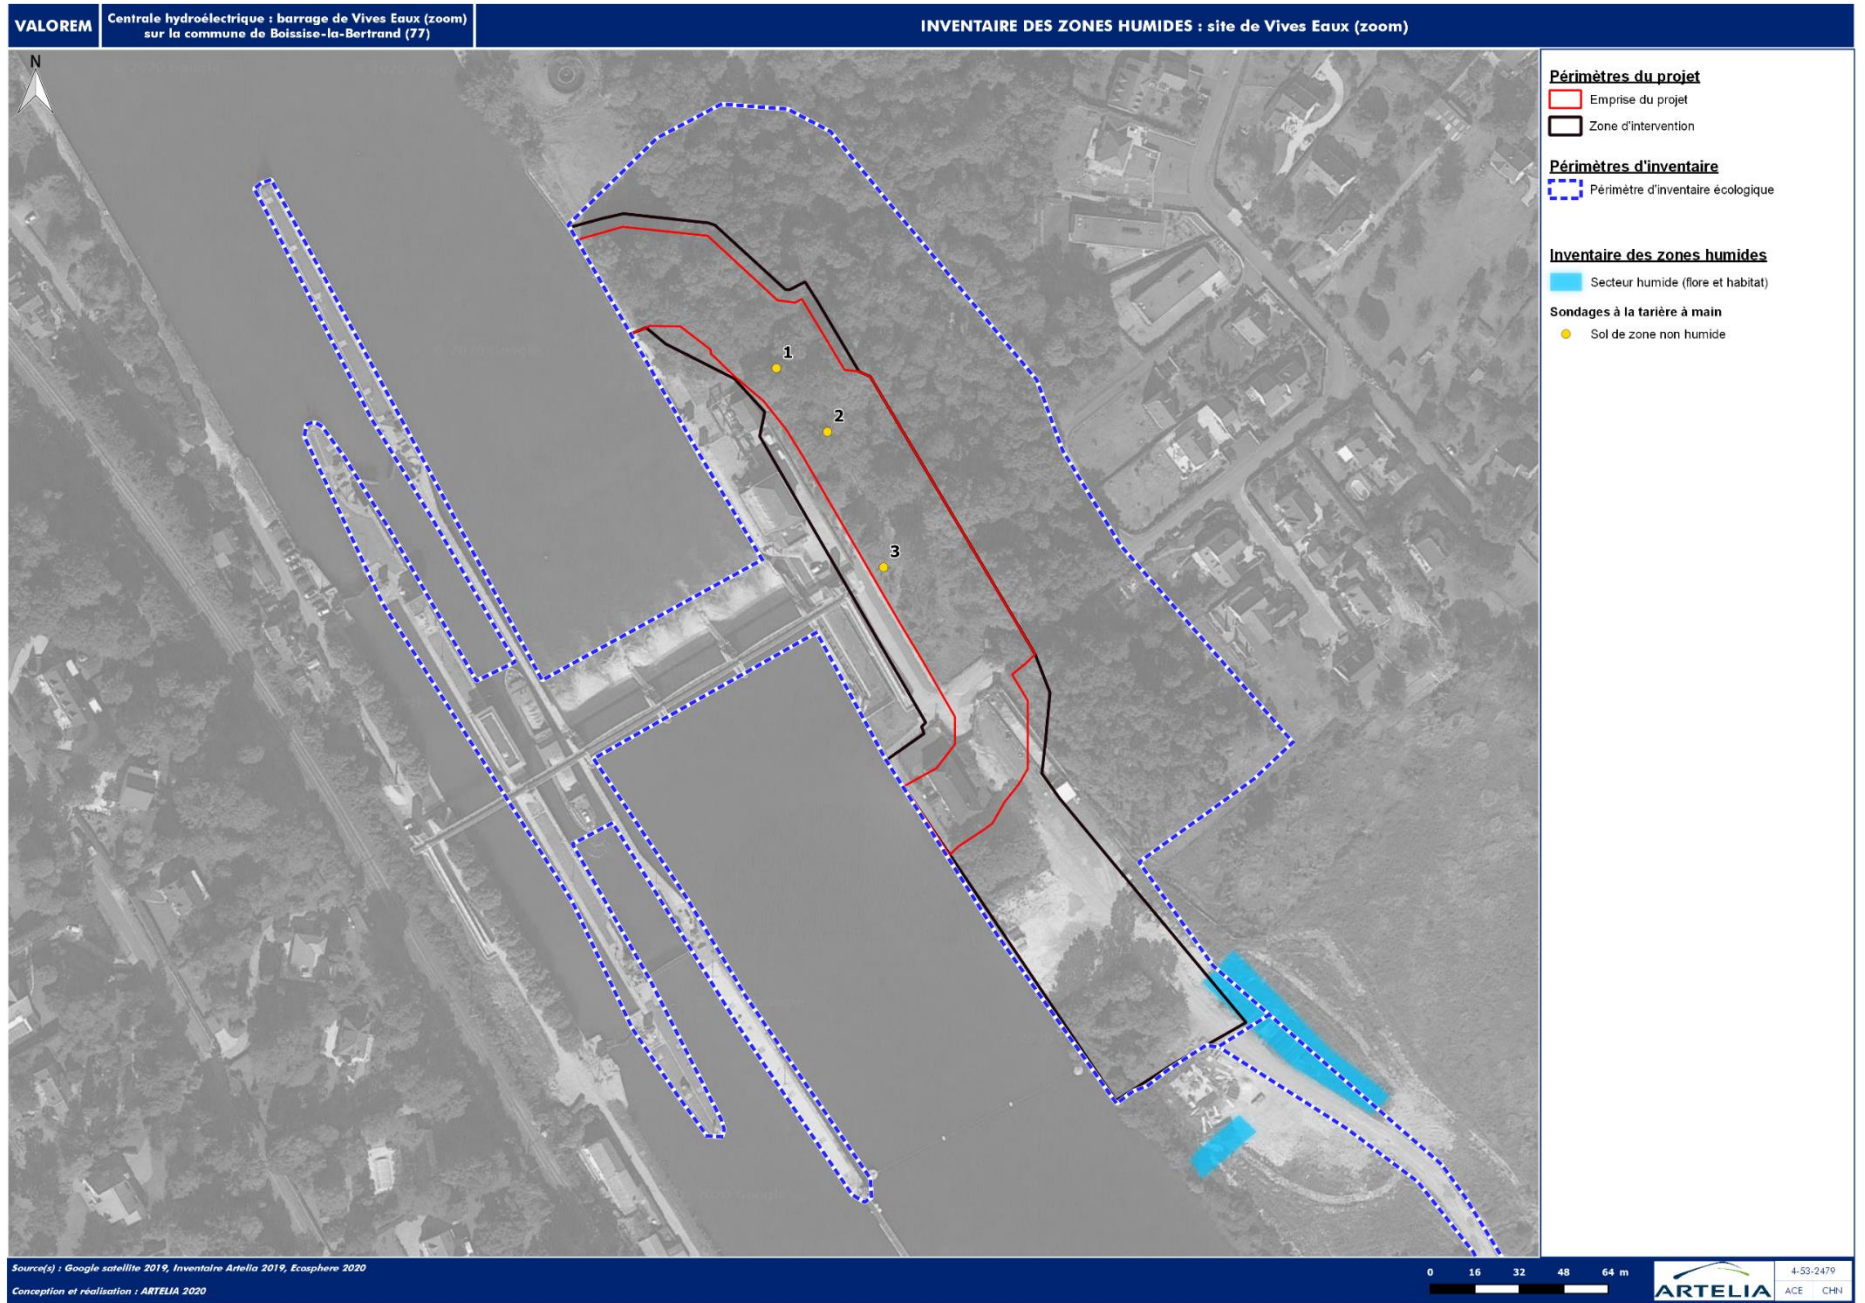 VALOREM
Centrale hydroélectrique : barrage de Vives Eaux (zoom)
sur la commune de Boissise-la-Bertrand (77)
INVENTAIRE DES ZONES HUMIDES : site de Vives Eaux (zoom)
N
1
2
3
Périmètres du projet
Emprise du projet
Zone d'intervention
Périmètres d'inventaire
Périmètre d'inventaire écologique
Inventaire des zones humides
Secteur humide (flore et habitat)
Sondages à la tarière à main
Sol de zone non humide
Source(s) : Google satellite 2019, Inventaire Artelia 2019, Ecosphere 2020
Conception et réalisation : ARTELIA 2020
0 16 32 48 64 m
ARTELIA
4-53-2479
ACE CHN